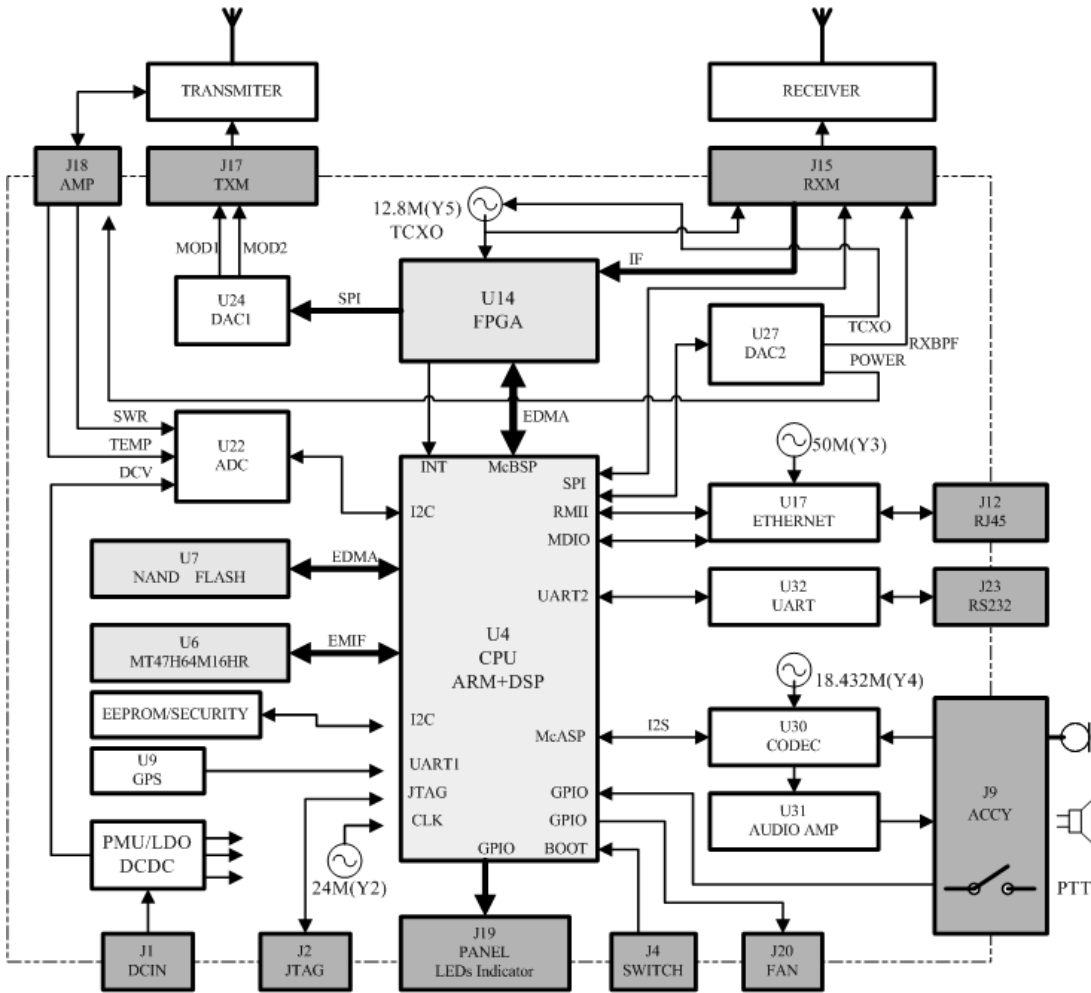 TRANSMITER
RECEIVER
J18
AMP
J17
TXM
J15
RXM
12.8M(Y5)
TCXO
MOD1
MOD2
IF
U24
DAC1
SPI
U14
FPGA
U27
DAC2
TCXO
RXBPF
POWER
EDMA
SWR
TEMP
DCV
U22
ADC
50M(Y3)
INT
McBSP
SPI
I2C
RMII
MDIO
U17
ETHERNET
J12
RJ45
U7
NAND FLASH
EDMA
UART2
U32
UART
J23
RS232
U6
MT47H64M16HR
EMIF
U4
CPU
ARM+DSP
18.432M(Y4)
EEPROM/SECURITY
I2C
McASP
I2S
U30
CODEC
U9
GPS
UART1
JTAG
CLK
GPIO
GPIO
BOOT
GPIO
U31
AUDIO AMP
J9
ACCY
PMU/LDO
DCDC
24M(Y2)
PTT
J1
DCIN
J2
JTAG
J19
PANEL
LEDs Indicator
J4
SWITCH
J20
FAN